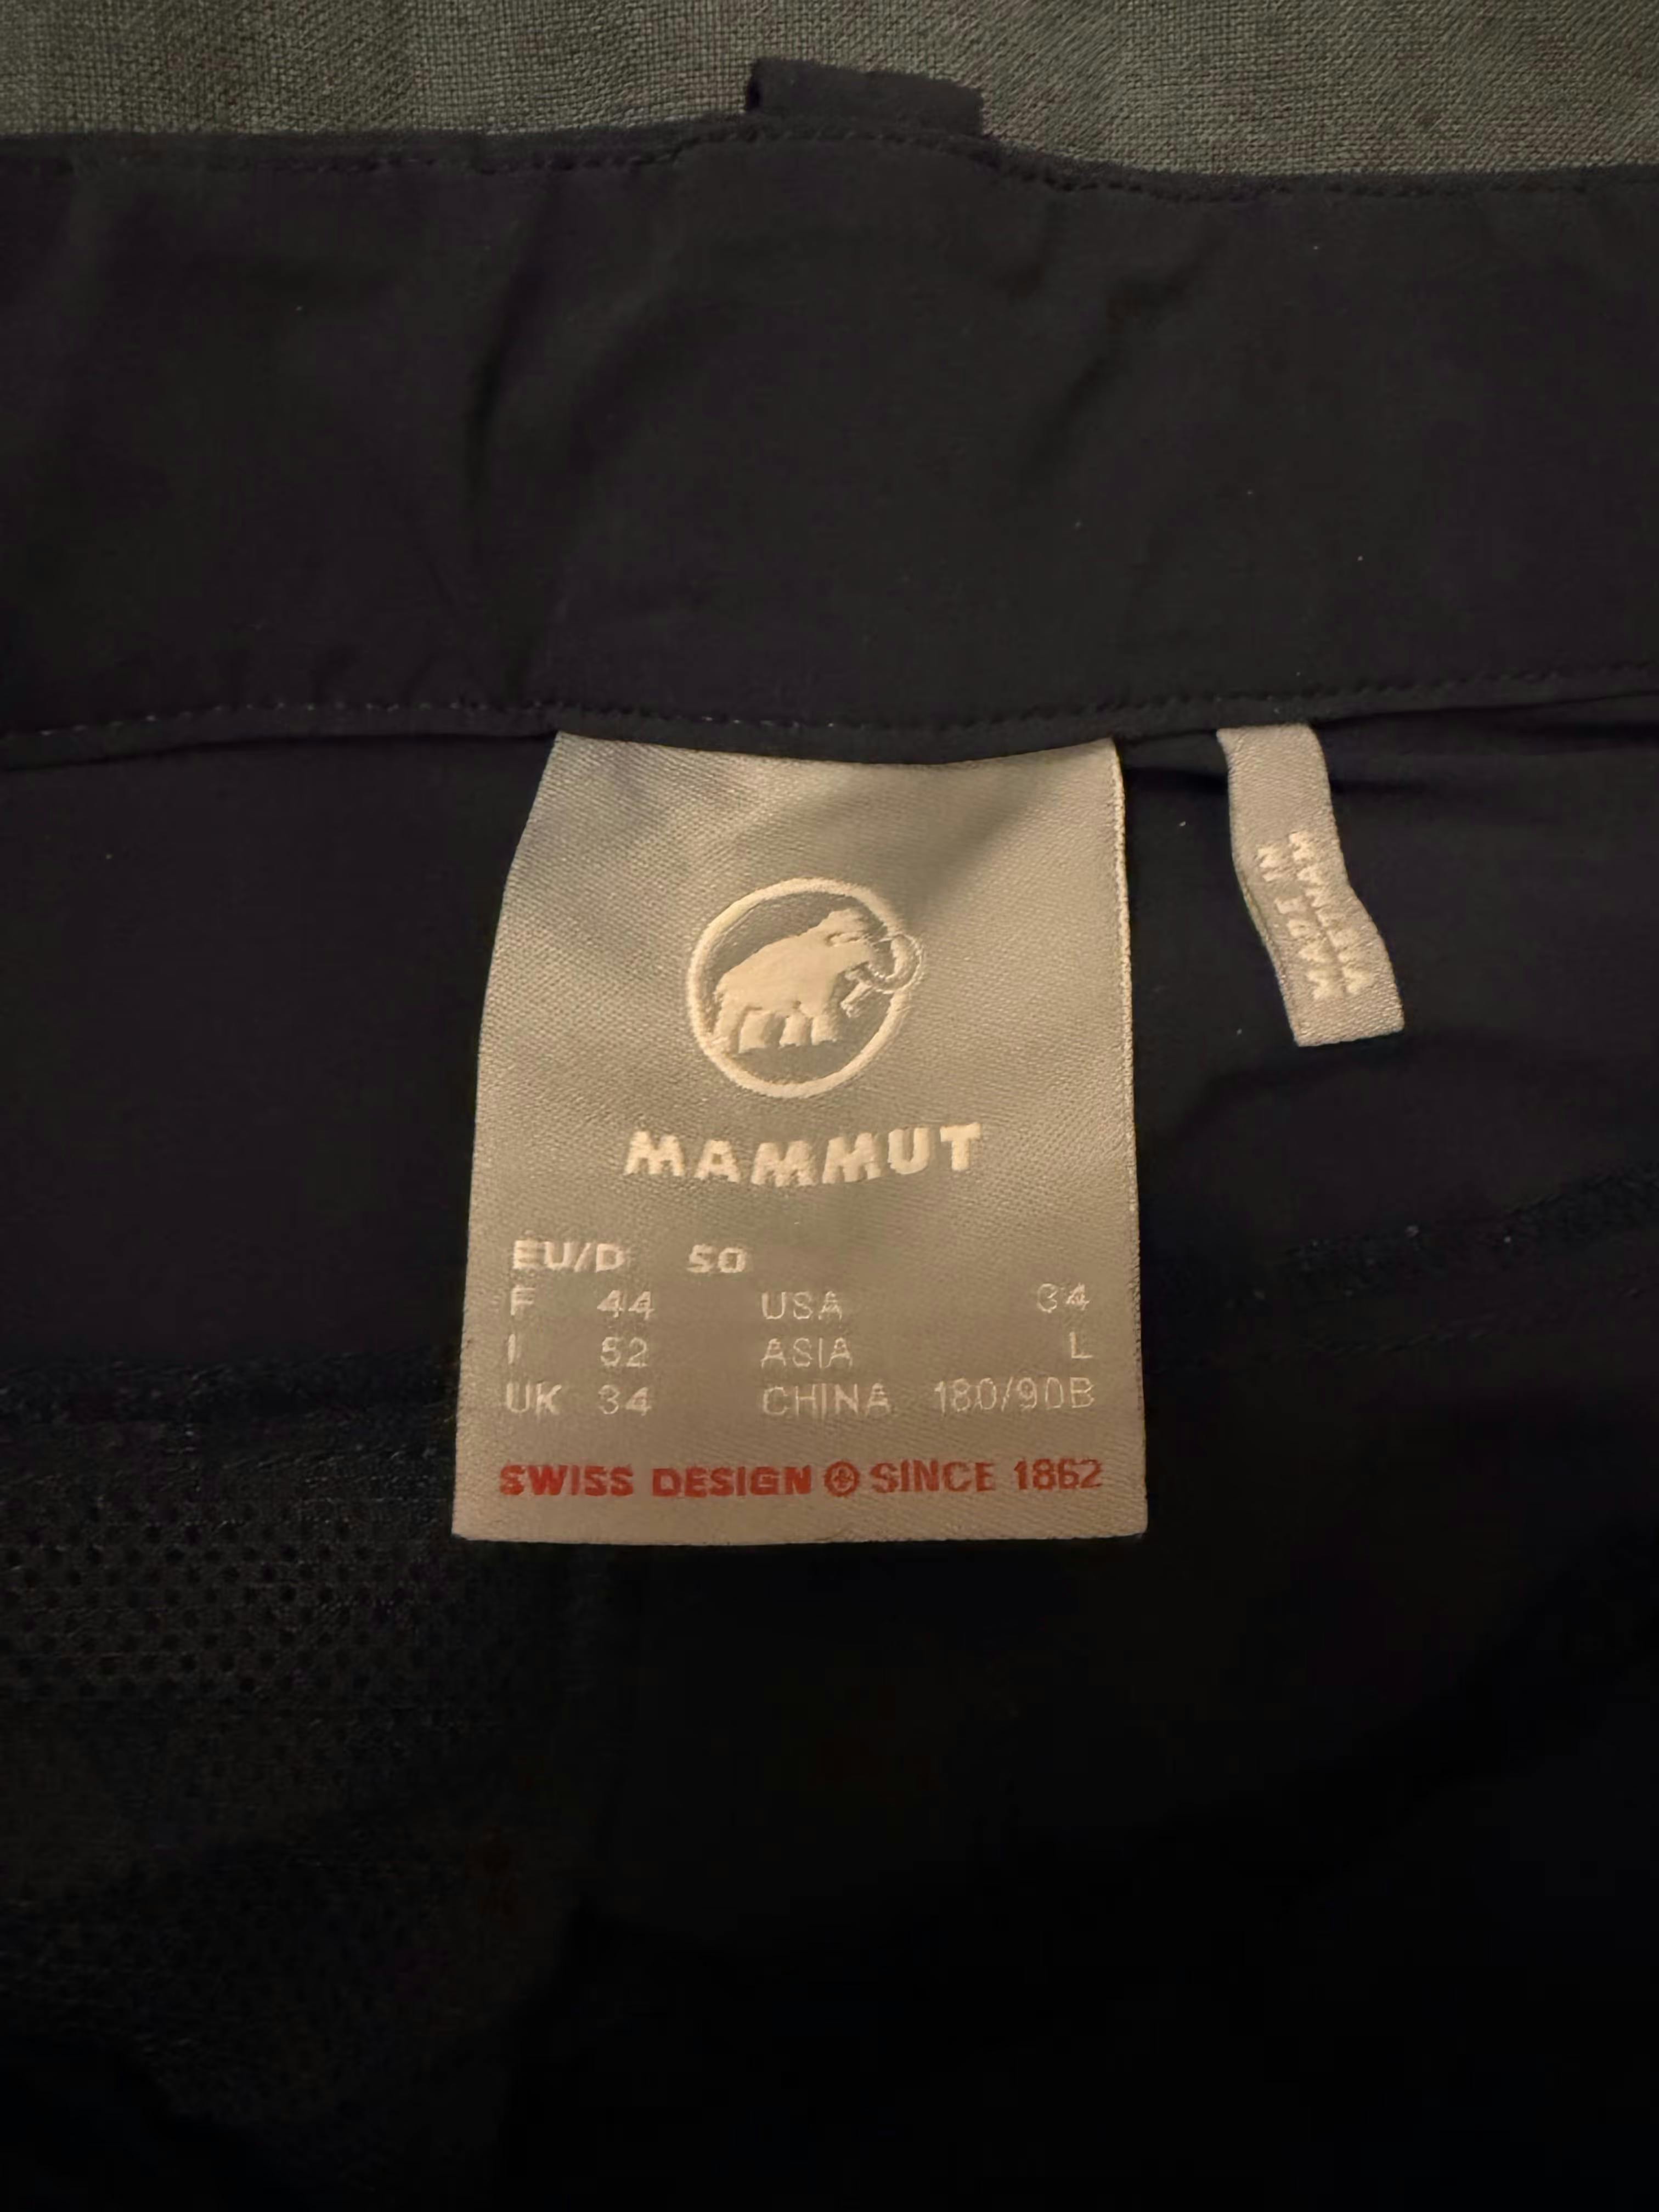 MAMMUT
EU/D 50
F 44 USA 34
I 52 ASIA L
UK 34 CHINA 180/90B
SWISS DESIGN SINCE 1862
MADE IN
VIETNAM